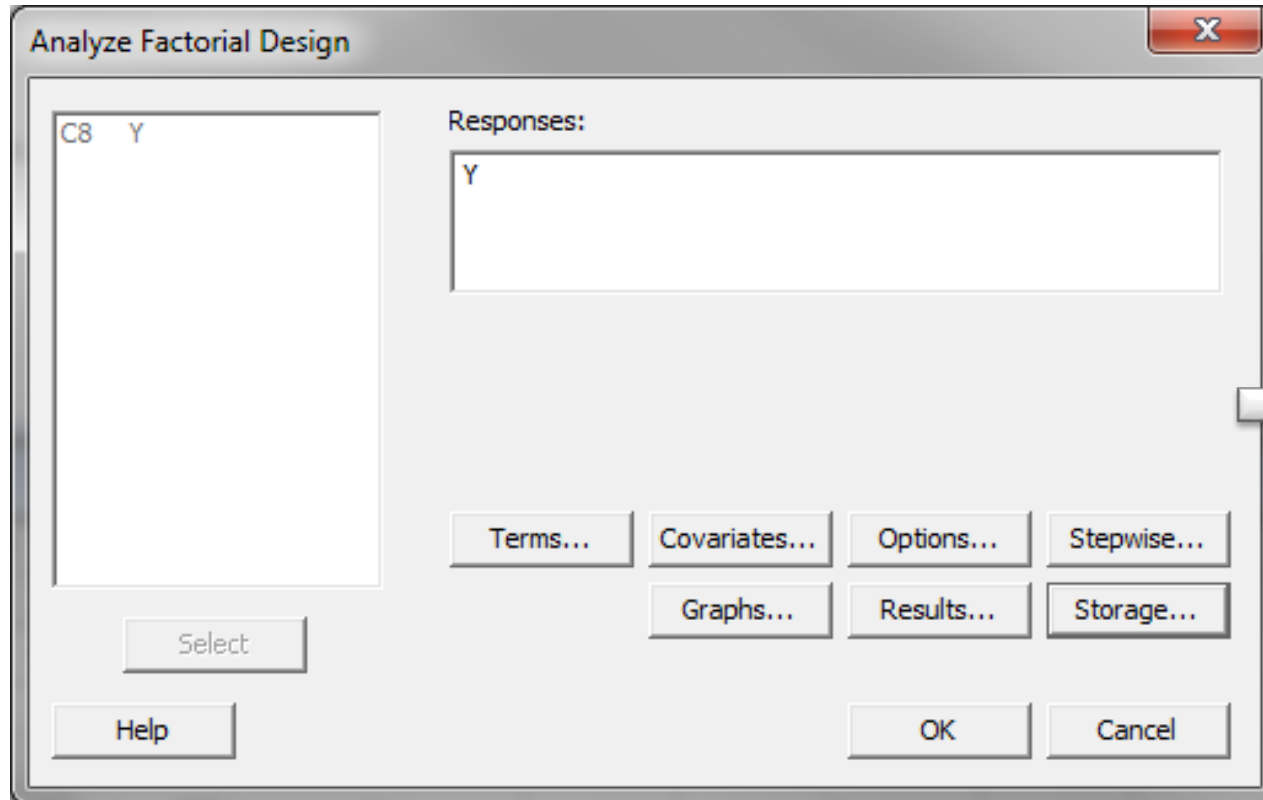 Analyze Factorial Design
C8 Y
Responses:
Y
Terms... Covariates... Options... Stepwise...
Graphs... Results... Storage...
Select
Help OK Cancel